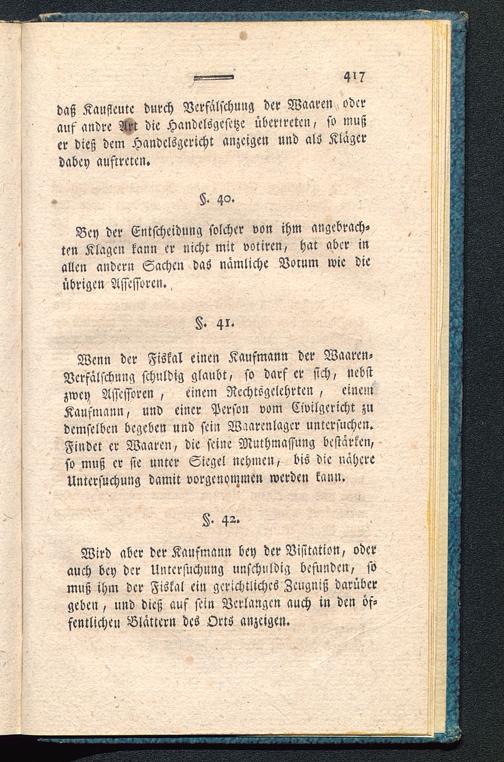 417
daß Kaufleute durch Verfälschung der Waaren oder
auf andre Art die Handelsgesetze übertreten, so muß
er dieß dem Handelsgericht anzeigen und als Kläger
dabey auftreten.
§. 40.
Bey der Entscheidung solcher von ihm angebrach-
ten Klagen kann er nicht mit votiren, hat aber in
allen andern Sachen das nämliche Votum wie die
übrigen Assessoren.
§. 41.
Wenn der Fiskal einen Kaufmann der Waaren-
Verfälschung schuldig glaubt, so darf er sich, nebst
zwey Assessoren, einem Rechtsgelehrten, einem
Kaufmann, und einer Person vom Civilgericht zu
demselben begeben und sein Waarenlager untersuchen.
Findet er Waaren, die seine Muthmassung bestärken,
so muß er sie unter Siegel nehmen, bis die nähere
Untersuchung damit vorgenommen werden kann.
§. 42.
Wird aber der Kaufmann bey der Visitation, oder
auch bey der Untersuchung unschuldig befunden, so
muß ihm der Fiskal ein gerichtliches Zeugniß darüber
geben, und dieß auf sein Verlangen auch in den öf-
fentlichen Blättern des Orts anzeigen.